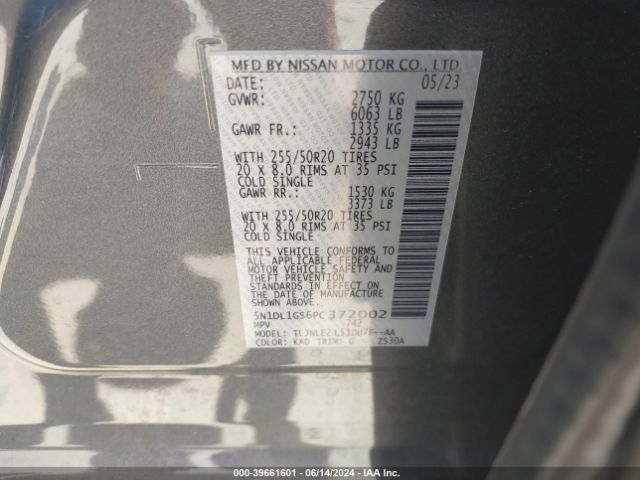 MFD BY NISSAN MOTOR CO., LTD.
DATE: 05/23
GVWR: 2750 KG
6063 LB
GAWR FR.: 1335 KG
2943 LB
WITH 255/50R20 TIRES
20 X 8.0 RIMS AT 35 PSI
COLD SINGLE
GAWR RR.: 1530 KG
3373 LB
WITH 255/50R20 TIRES
20 X 8.0 RIMS AT 35 PSI
COLD SINGLE
THIS VEHICLE CONFORMS TO
ALL APPLICABLE FEDERAL
MOTOR VEHICLE SAFETY AND
THEFT PREVENTION
STANDARDS IN EFFECT ON
THE DATE OF MANUFACTURE
SHOWN ABOVE.
5N1DL1GS6PC372002
MPV 742
MODEL:
COLOR: KAD TRIM: G ZS30A
000-39661601 - 06/14/2024 - IAA Inc.